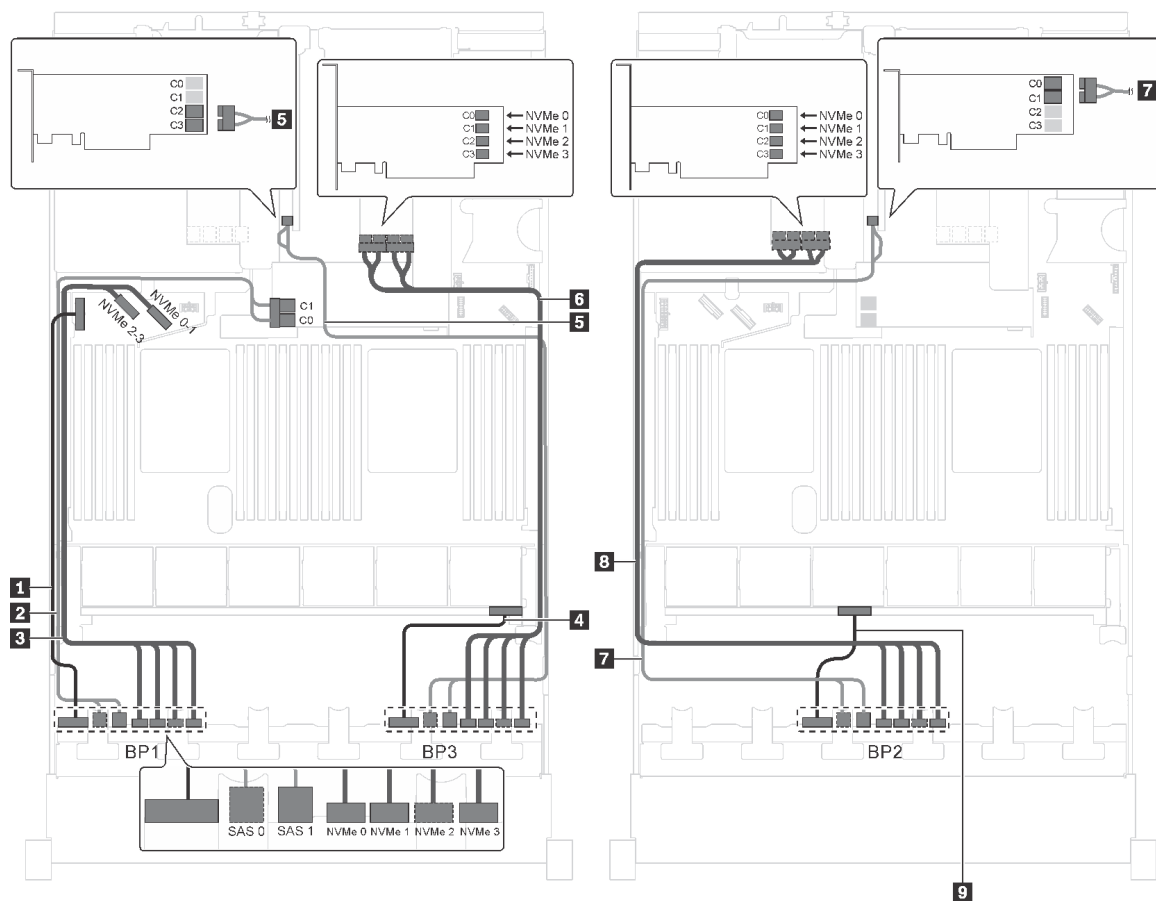 C0
C1
C2
C3
5
C0 NVMe 0
C1 NVMe 1
C2 NVMe 2
C3 NVMe 3
C0 NVMe 0
C1 NVMe 1
C2 NVMe 2
C3 NVMe 3
C0
C1
C2
C3
7
NVMe 0-1
NVMe 2-3
C1
C0
6
5
1
2
3
4
8
7
9
BP1
BP3
BP2
SAS 0
SAS 1
NVMe 0
NVMe 1
NVMe 2
NVMe 3